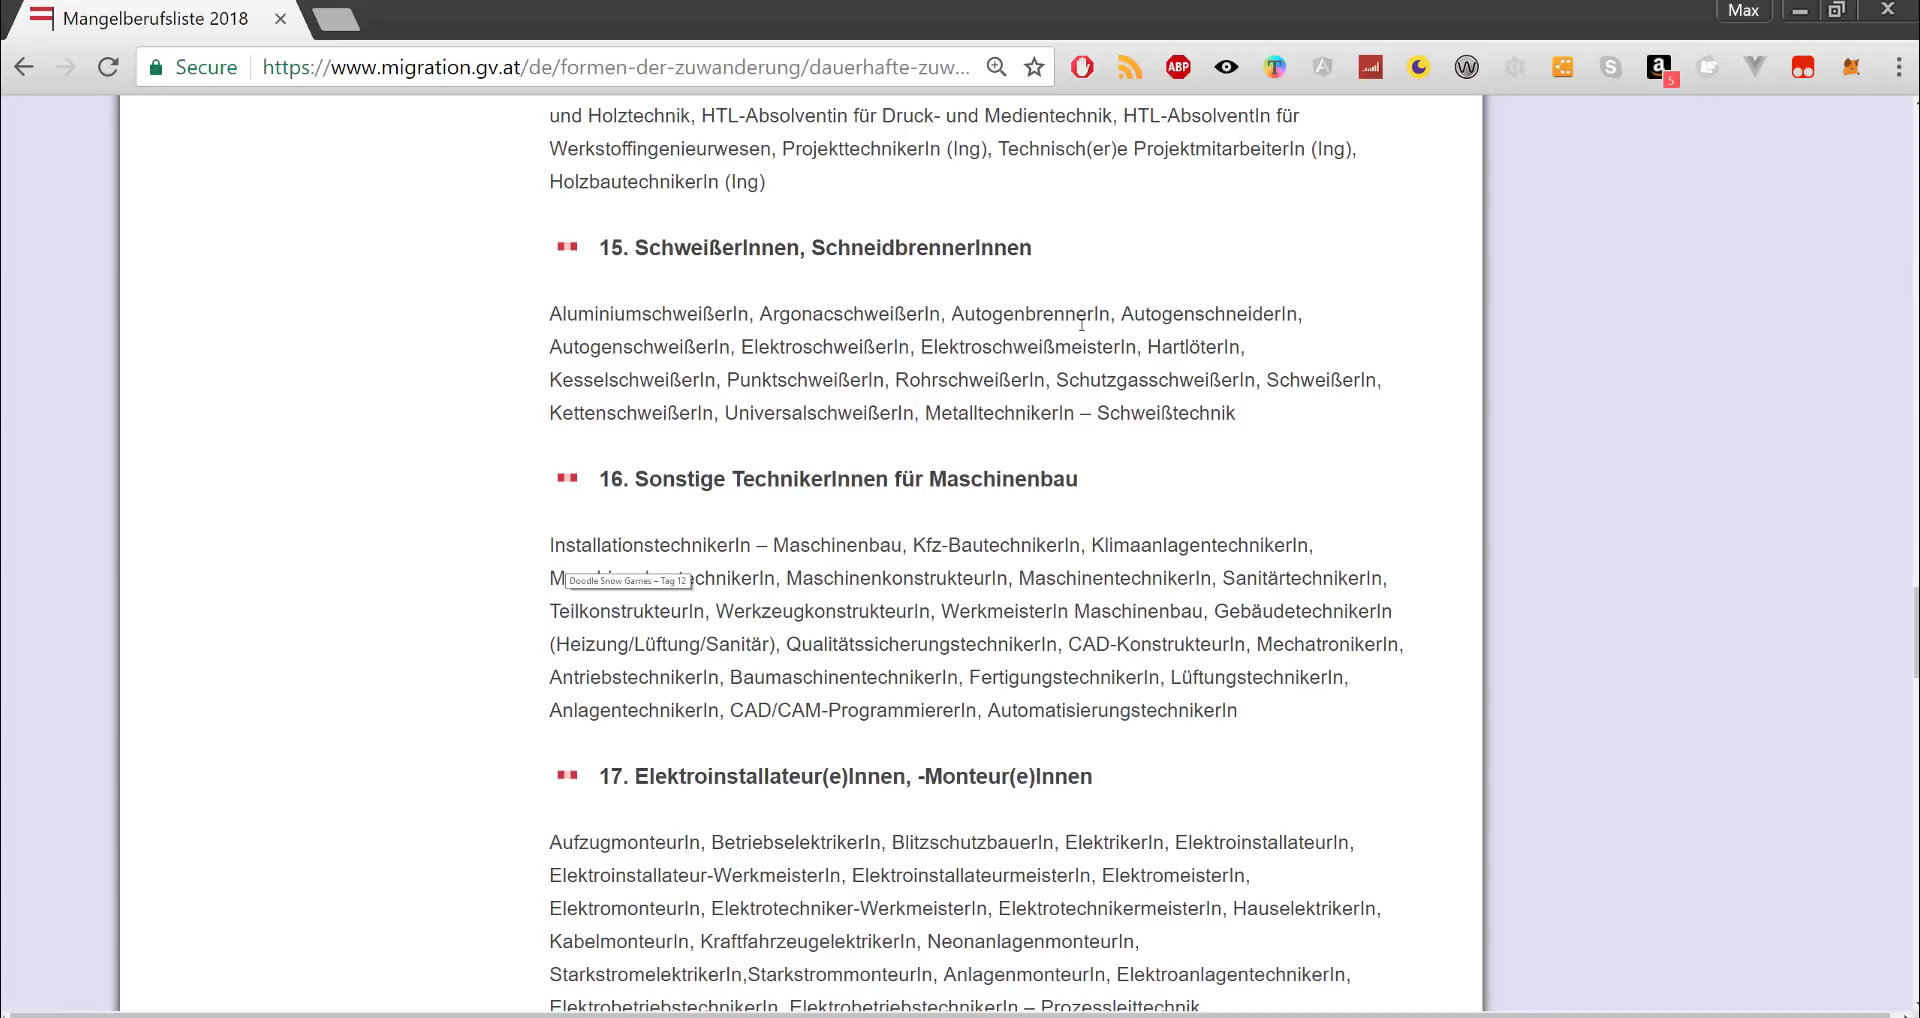 Mangelberufsliste 2018
Max
Secure https://www.migration.gv.at/de/formen-der-zuwanderung/dauerhafte-zuw...
ABP
T
A
W
S
a
5
und Holztechnik, HTL-Absolventin für Druck- und Medientechnik, HTL-AbsolventIn für
Werkstoffingenieurwesen, ProjekttechnikerIn (Ing), Technisch(er)e ProjektmitarbeiterIn (Ing),
HolzbautechnikerIn (Ing)
15. SchweißerInnen, SchneidbrennerInnen
AluminiumschweißerIn, ArgonacschweißerIn, AutogenbrennerIn, AutogenschneiderIn,
AutogenschweißerIn, ElektroschweißerIn, ElektroschweißmeisterIn, HartlöterIn,
KesselschweißerIn, PunktschweißerIn, RohrschweißerIn, SchutzgasschweißerIn, SchweißerIn,
KettenschweißerIn, UniversalschweißerIn, MetalltechnikerIn – Schweißtechnik
16. Sonstige TechnikerInnen für Maschinenbau
InstallationstechnikerIn – Maschinenbau, Kfz-BautechnikerIn, KlimaanlagentechnikerIn,
Doodle Snow Games – Tag 12
MaschinenkonstrukteurIn, MaschinentechnikerIn, SanitärtechnikerIn,
TeilkonstrukteurIn, WerkzeugkonstrukteurIn, WerkmeisterIn Maschinenbau, GebäudetechnikerIn
(Heizung/Lüftung/Sanitär), QualitätssicherungstechnikerIn, CAD-KonstrukteurIn, MechatronikerIn,
AntriebstechnikerIn, BaumaschinentechnikerIn, FertigungstechnikerIn, LüftungstechnikerIn,
AnlagentechnikerIn, CAD/CAM-ProgrammiererIn, AutomatisierungstechnikerIn
17. Elektroinstallateur(e)Innen, -Monteur(e)Innen
AufzugmonteurIn, BetriebselektrikerIn, BlitzschutzbauerIn, ElektrikerIn, ElektroinstallateurIn,
Elektroinstallateur-WerkmeisterIn, ElektroinstallateurmeisterIn, ElektromeisterIn,
ElektromonteurIn, Elektrotechniker-WerkmeisterIn, ElektrotechnikermeisterIn, HauselektrikerIn,
KabelmonteurIn, KraftfahrzeugelektrikerIn, NeonanlagenmonteurIn,
StarkstromelektrikerIn,StarkstrommonteurIn, AnlagenmonteurIn, ElektroanlagentechnikerIn,
ElektrobetriebstechnikerIn, ElektrobetriebstechnikerIn – Prozessleittechnik